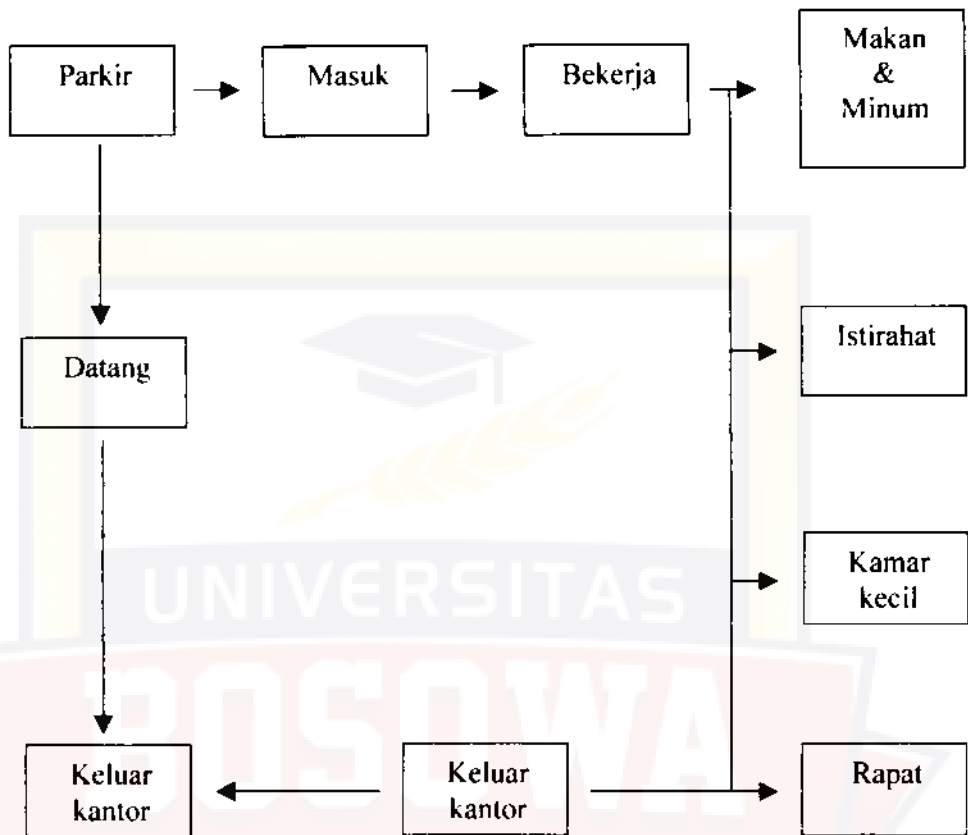 Parkir
Masuk
Bekerja
Makan
&
Minum
Datang
Istirahat
Kamar
kecil
Keluar
kantor
Keluar
kantor
Rapat
UNIVERSITAS
BOSOWA